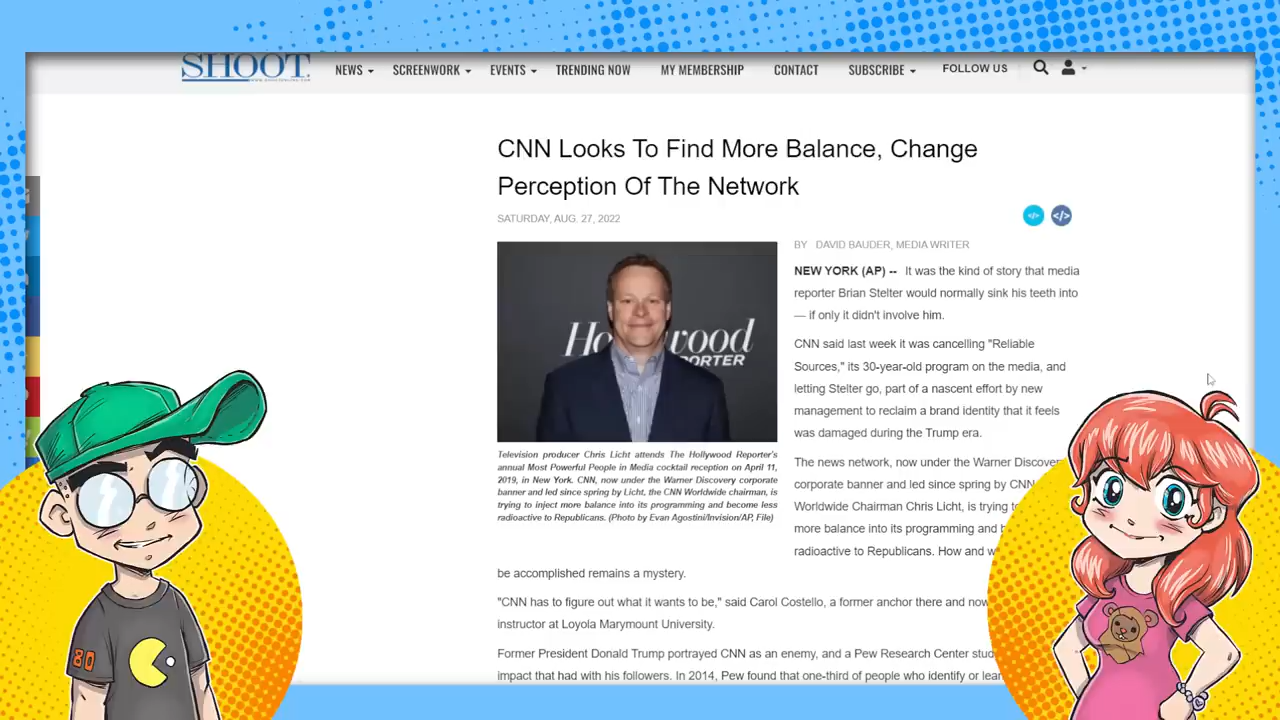 SHOOT.
NEWS SCREENWORK EVENTS TRENDING NOW MY MEMBERSHIP CONTACT SUBSCRIBE FOLLOW US
CNN Looks To Find More Balance, Change
Perception Of The Network
SATURDAY, AUG. 27, 2022
Hollywood
REPORTER
Television producer Chris Licht attends The Hollywood Reporter's
annual Most Powerful People in Media cocktail reception on April 11,
2019, in New York. CNN, now under the Warner Discovery corporate
banner and led since spring by Licht, the CNN Worldwide chairman, is
trying to inject more balance into its programming and become less
radioactive to Republicans. (Photo by Evan Agostini/Invision/AP, File)
BY DAVID BAUDER, MEDIA WRITER
NEW YORK (AP) -- It was the kind of story that media
reporter Brian Stelter would normally sink his teeth into
— if only it didn't involve him.
CNN said last week it was cancelling "Reliable
Sources," its 30-year-old program on the media, and
letting Stelter go, part of a nascent effort by new
management to reclaim a brand identity that it feels
was damaged during the Trump era.
The news network, now under the Warner Discover
corporate banner and led since spring by CNN
Worldwide Chairman Chris Licht, is trying to
more balance into its programming and b
radioactive to Republicans. How and w
be accomplished remains a mystery.
"CNN has to figure out what it wants to be," said Carol Costello, a former anchor there and now
instructor at Loyola Marymount University.
Former President Donald Trump portrayed CNN as an enemy, and a Pew Research Center stud
impact that had with his followers. In 2014, Pew found that one-third of people who identify or lean
80